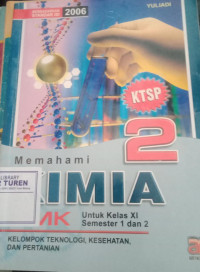 2006
YULIADI
KTSP
2
Memahami
KIMIA
SMK
Untuk Kelas XI
Semester 1 dan 2
LIBRARY
TUREN
KELOMPOK TEKNOLOGI, KESEHATAN,
DAN PERTANIAN